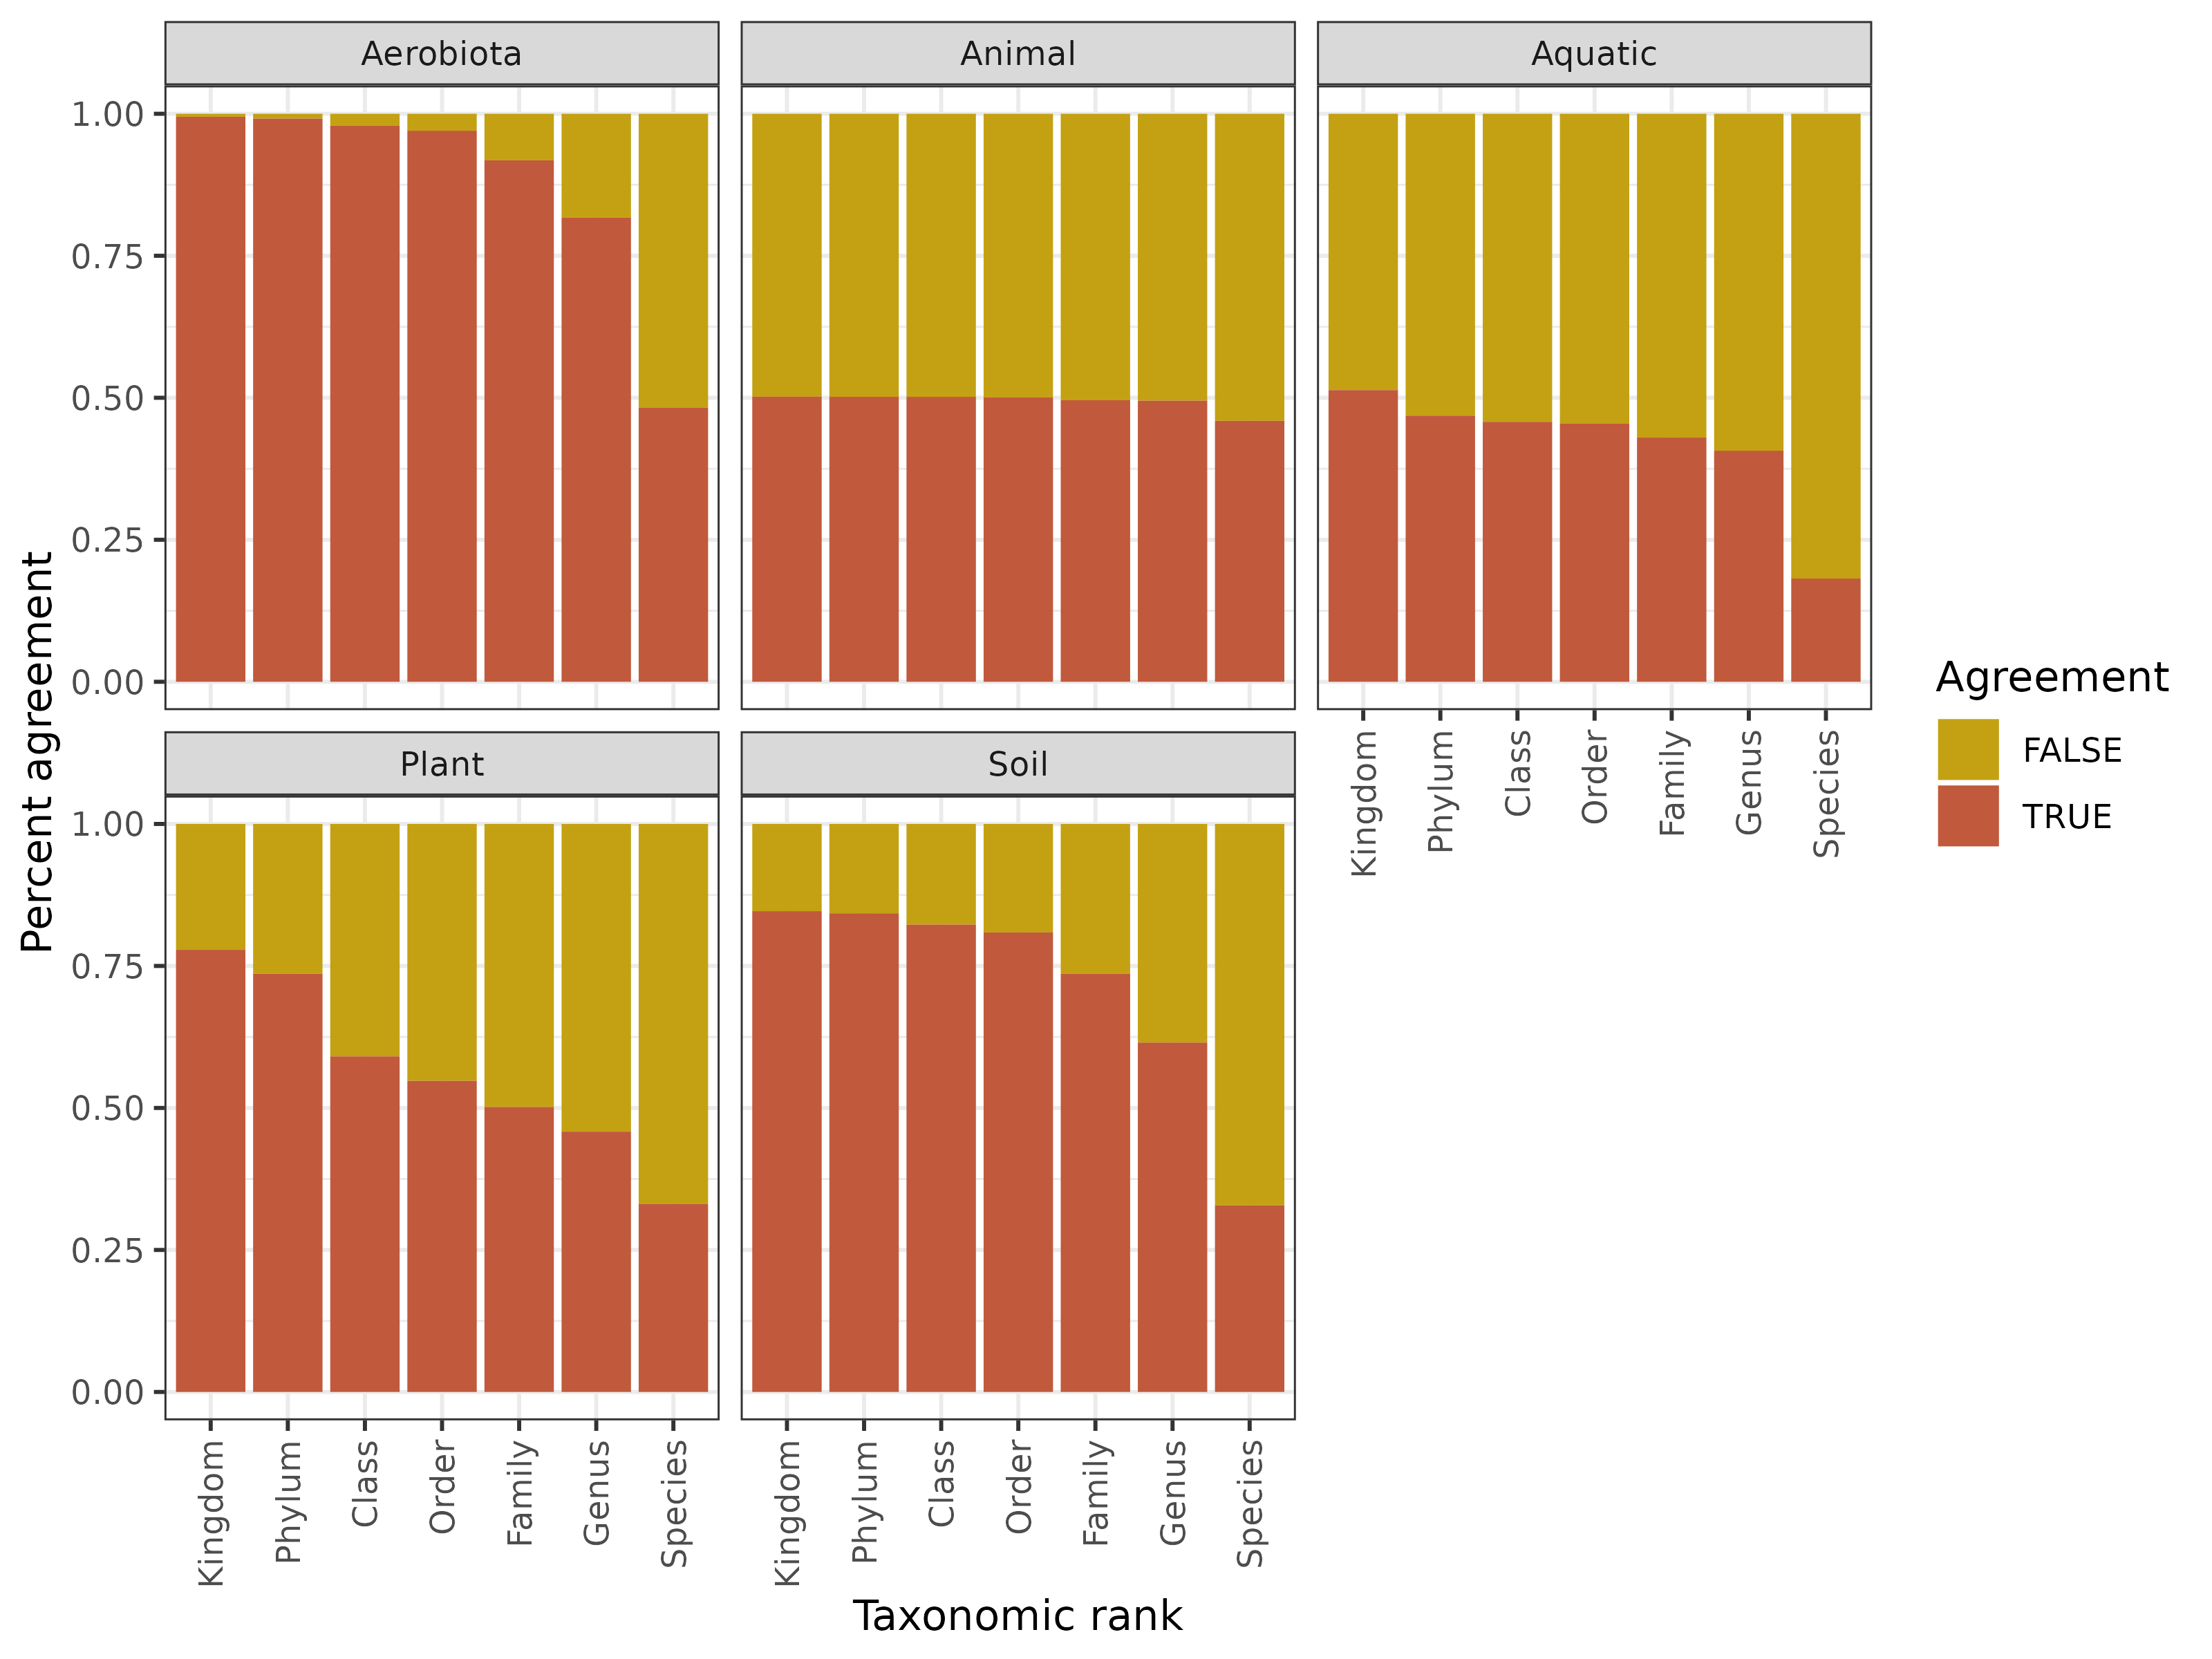 Aerobiota
Animal
Aquatic
1.00
0.75
0.50
0.25
0.00
Kingdom
Phylum
Class
Order
Family
Genus
Species
Plant
Soil
1.00
0.75
0.50
0.25
0.00
Kingdom
Phylum
Class
Order
Family
Genus
Species
Kingdom
Phylum
Class
Order
Family
Genus
Species
Taxonomic rank
Percent agreement
Agreement
FALSE
TRUE